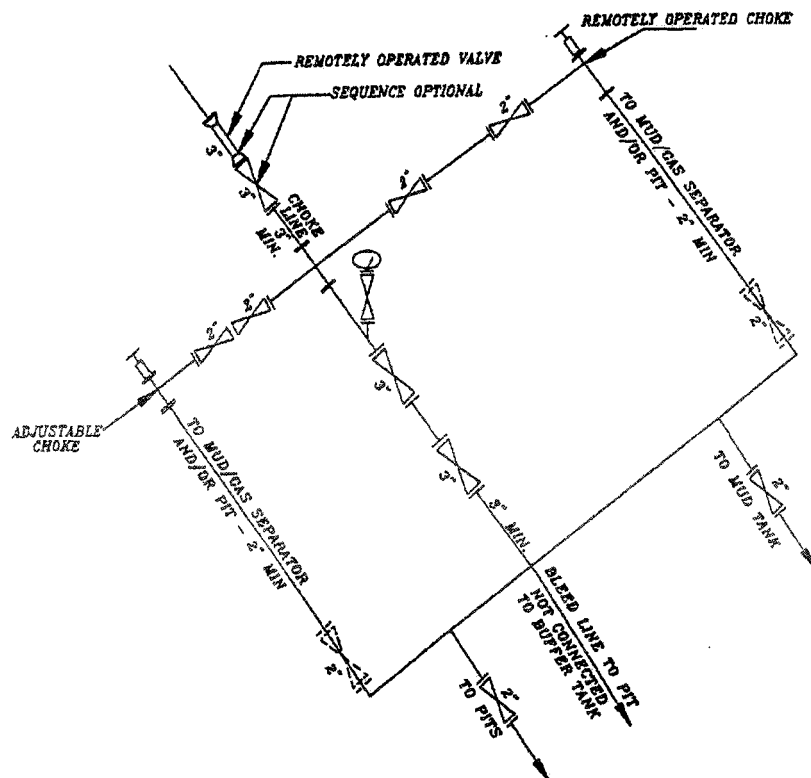 REMOTELY OPERATED CHOKE
REMOTELY OPERATED VALVE
SEQUENCE OPTIONAL
3"
3"
CHOKE
LINE
3"
MIN.
2"
2"
TO MUD/GAS SEPARATOR
AND/OR PIT - 2" MIN
2"
2"
2"
ADJUSTABLE
CHOKE
TO MUD/GAS SEPARATOR
AND/OR PIT - 2" MIN
2"
3"
3"
3" MIN.
2"
TO MUD TANK
BLEED LINE TO PIT
NOT CONNECTED
TO BUFFER TANK
2"
TO PITS